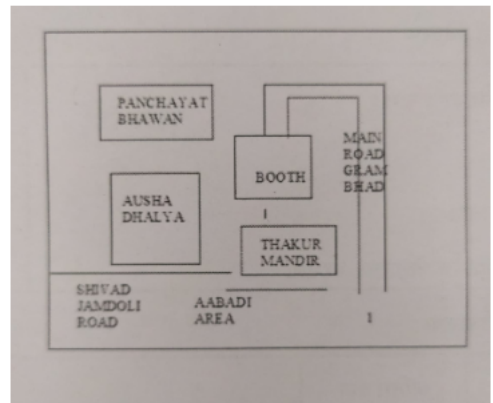 PANCHAYAT
BHAWAN
MAIN
ROAD
GRAM
BHAD
BOOTH
AUSHA
DHALYA
1
THAKUR
MANDIR
SHIVAD
JAMDOLI
ROAD
AABADI
AREA
1